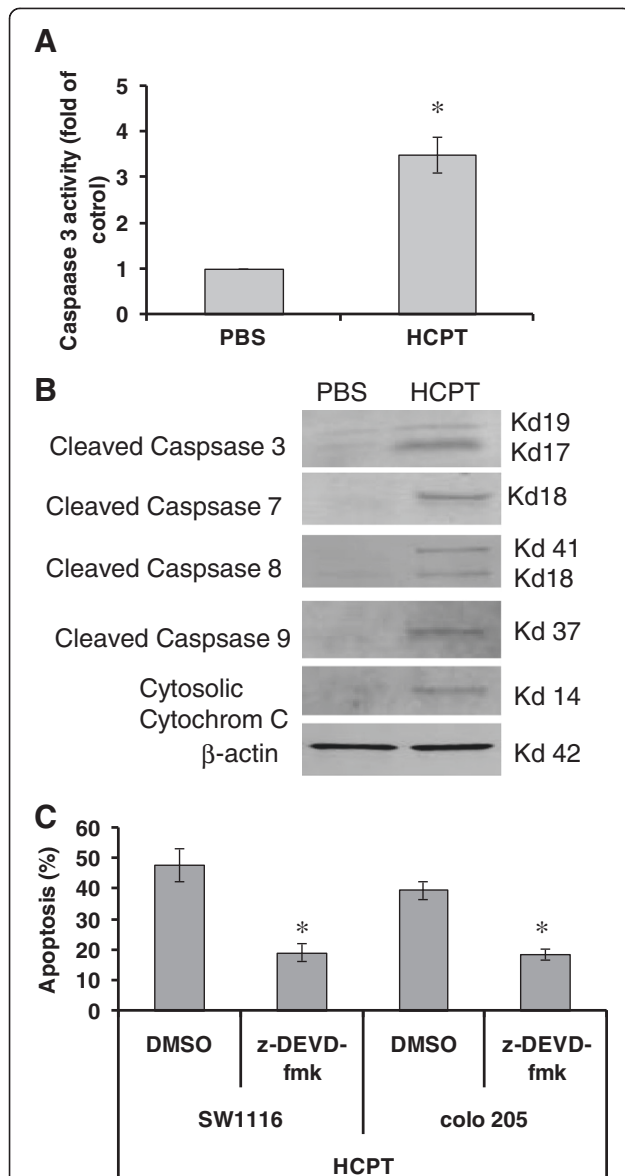 A
Caspaase 3 activity (fold of
cotrol)
5
4
3
2
1
0
*
PBS
HCPT
B
PBS HCPT
Cleaved Caspsase 3
Kd19
Kd17
Cleaved Caspsase 7
Kd18
Cleaved Caspsase 8
Kd 41
Kd18
Cleaved Caspsase 9
Kd 37
Cytosolic
Cytochrom C
Kd 14
β-actin
Kd 42
C
Apoptosis (%)
60
50
40
30
20
10
0
* *
DMSO z-DEVD- DMSO z-DEVD-
fmk fmk
SW1116 colo 205
HCPT